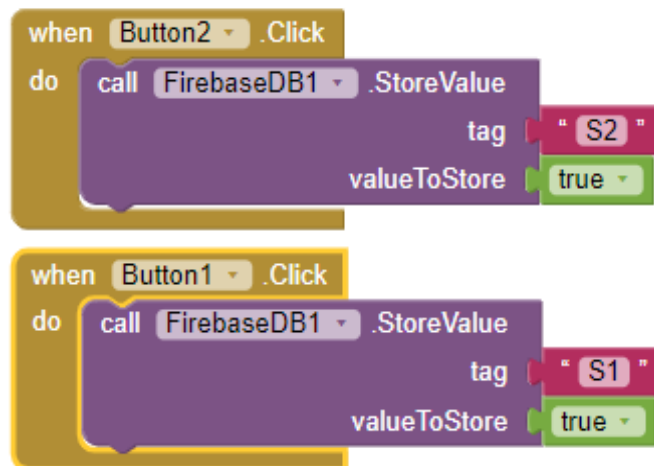 when Button2 .Click
do call FirebaseDB1 .StoreValue
tag " S2 "
valueToStore true
when Button1 .Click
do call FirebaseDB1 .StoreValue
tag " S1 "
valueToStore true